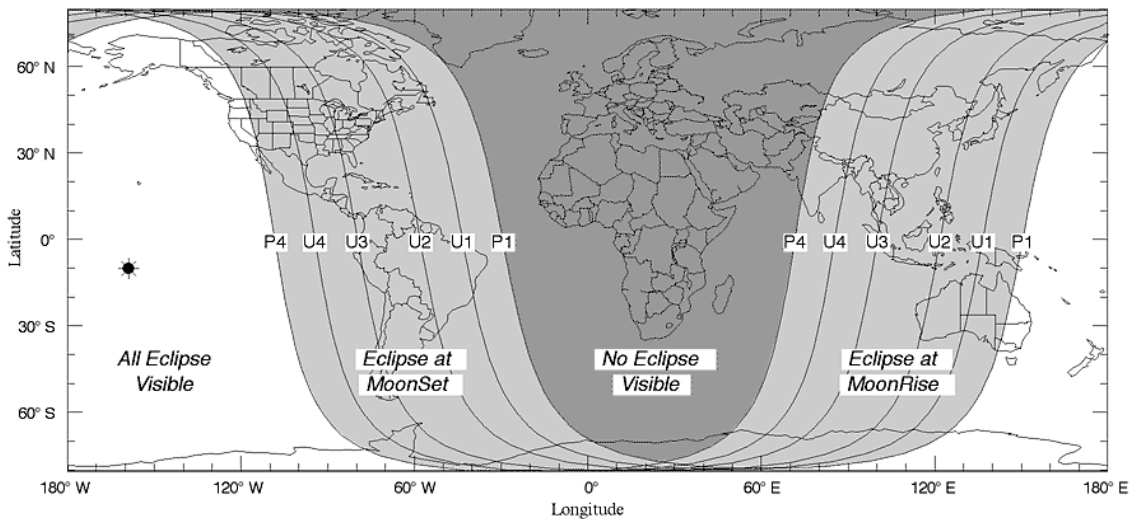 60° N
30° N
0°
30° S
60° S
Latitude
P4 U4 U3 U2 U1 P1 P4 U4 U3 U2 U1 P1
All Eclipse
Visible
Eclipse at
MoonSet
No Eclipse
Visible
Eclipse at
MoonRise
180° W 120° W 60° W 0° 60° E 120° E 180° E
Longitude